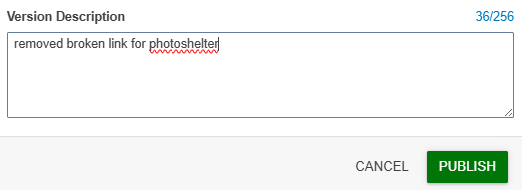 Version Description 36/256
removed broken link for photoshelter
CANCEL PUBLISH